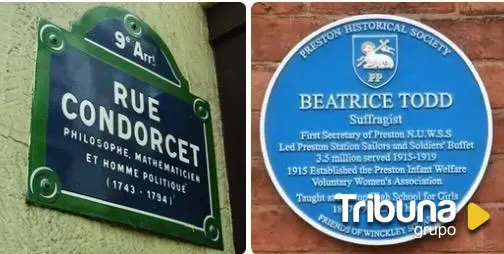 9e Arrt
RUE
CONDORCET
PHILOSOPHE, MATHÉMATICIEN
ET HOMME POLITIQUE
(1743 - 1794)
PRESTON HISTORICAL SOCIETY
PP
BEATRICE TODD
Suffragist
First Secretary of Preston N.U.W.S.S
Led Preston Station Sailors and Soldiers' Buffet
3.5 million served 1915-1919
1915 Established the Preston Infant Welfare
Voluntary Women's Association
Taught at School for Girls
FRIENDS OF WINCKLEY
Tribuna
grupo